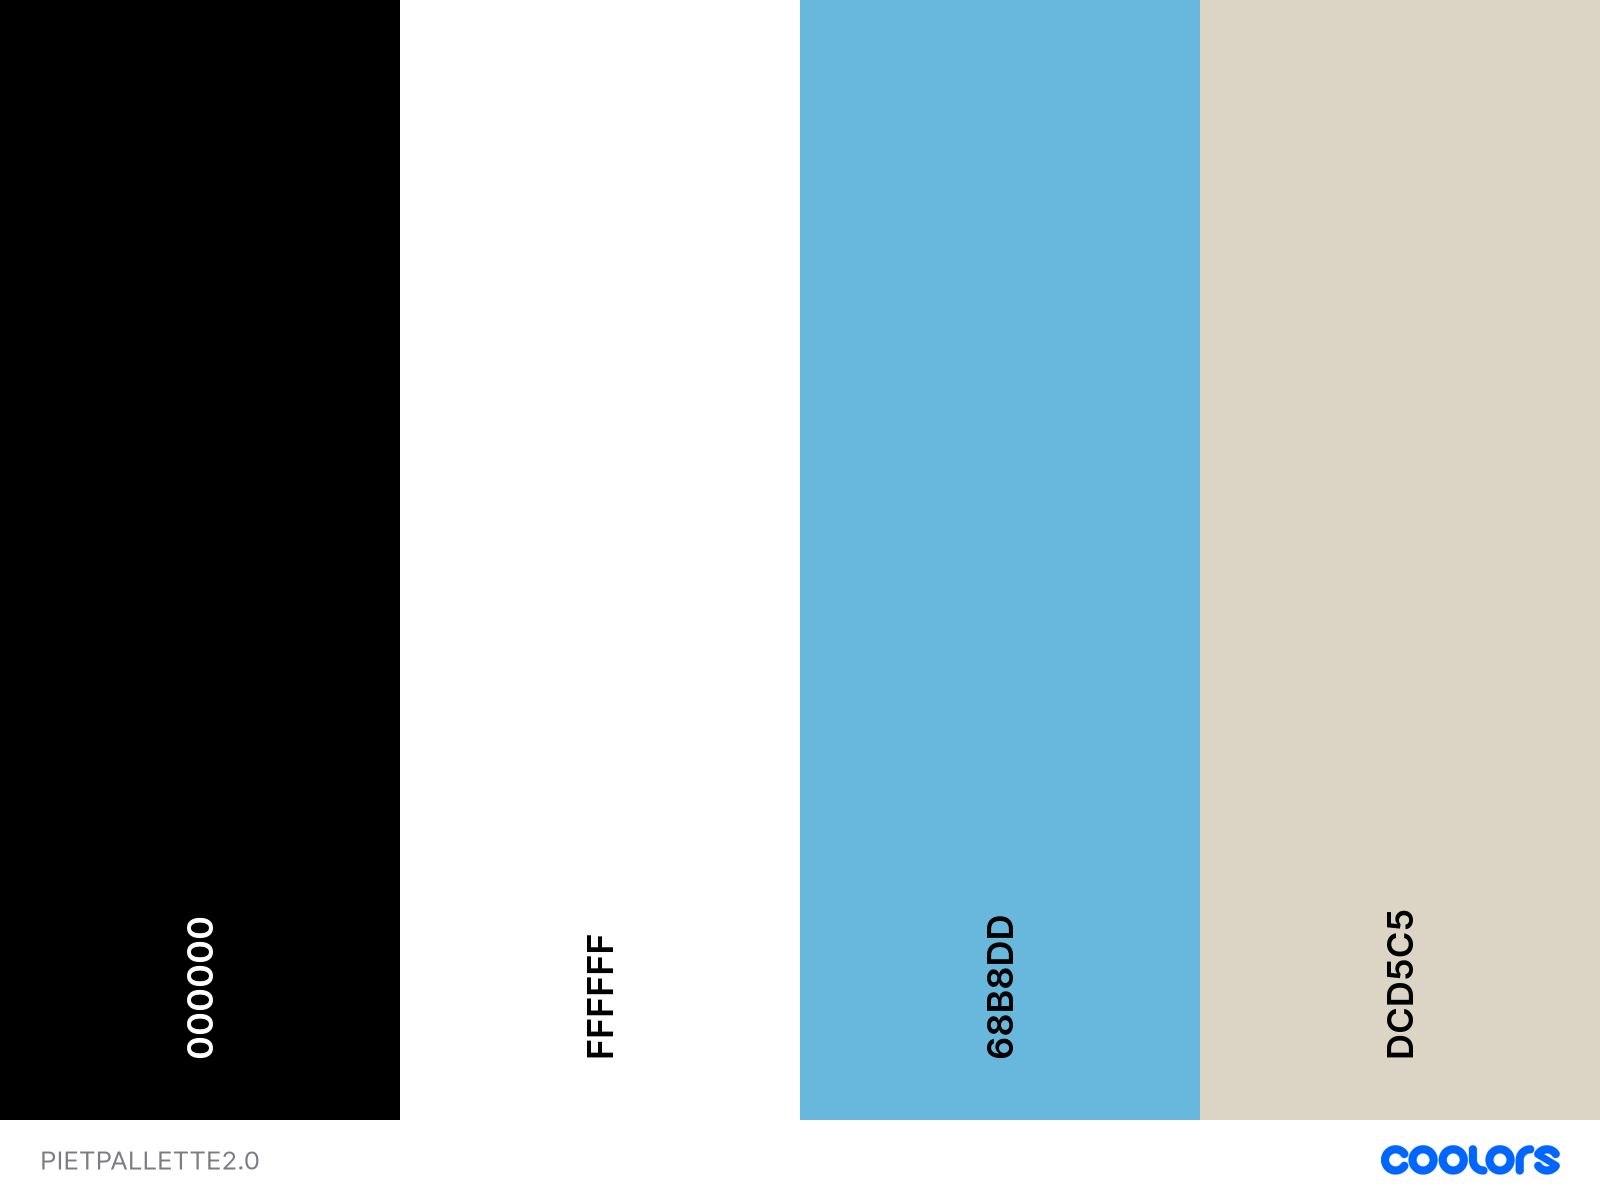 000000
FFFFFF
68B8DD
DCD5C5
PIETPALLETTE2.0
coolors